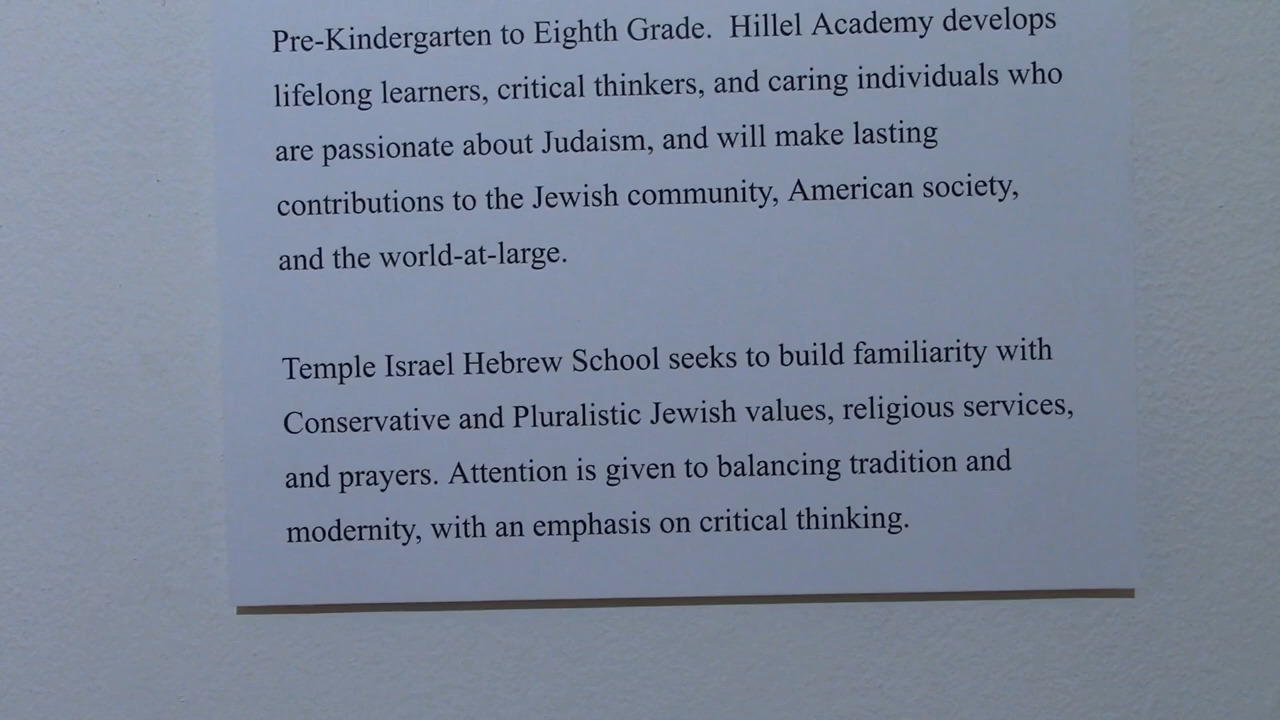 Pre-Kindergarten to Eighth Grade.  Hillel Academy develops
lifelong learners, critical thinkers, and caring individuals who
are passionate about Judaism, and will make lasting
contributions to the Jewish community, American society,
and the world-at-large.
Temple Israel Hebrew School seeks to build familiarity with
Conservative and Pluralistic Jewish values, religious services,
and prayers. Attention is given to balancing tradition and
modernity, with an emphasis on critical thinking.